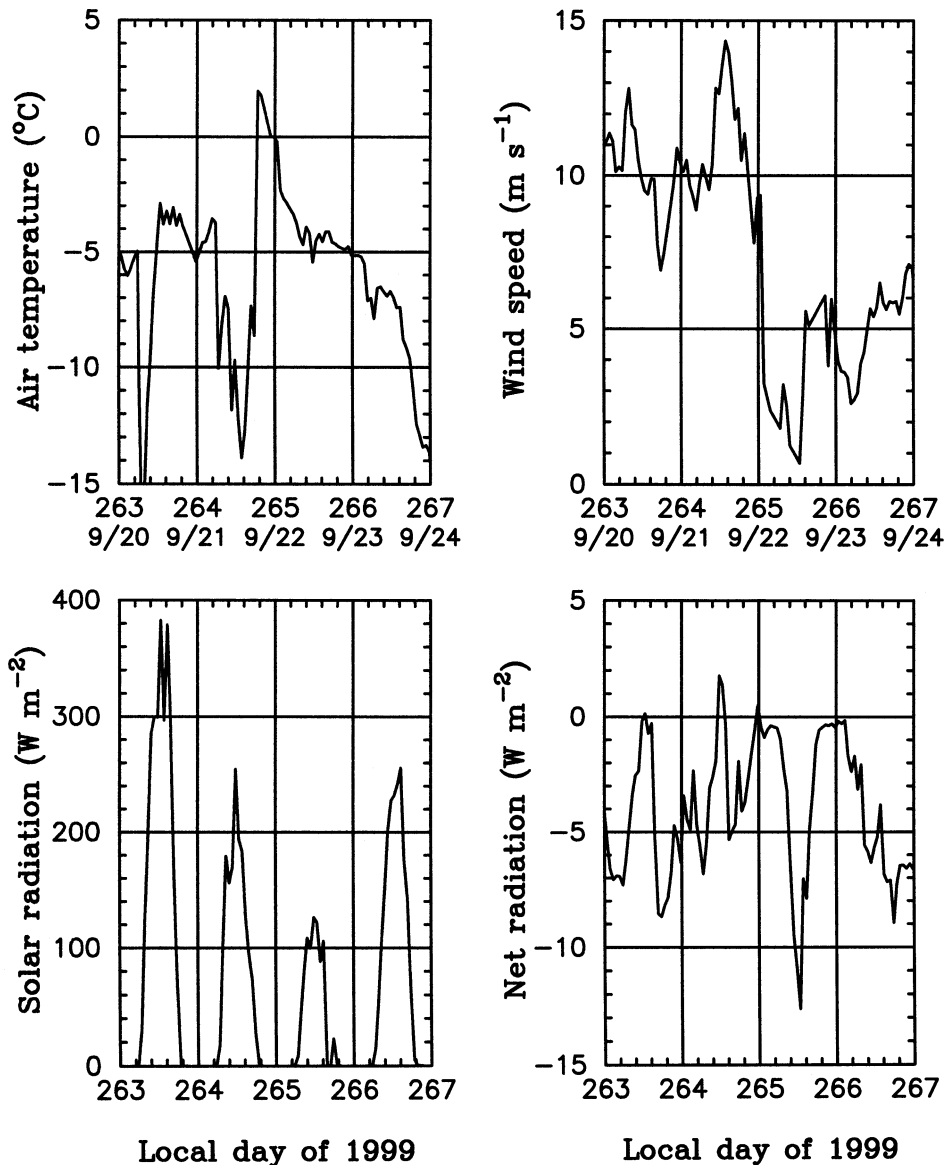 Air temperature (°C)
5
0
−5
−10
−15
263 264 265 266 267
9/20 9/21 9/22 9/23 9/24
Wind speed (m s⁻¹)
15
10
5
0
263 264 265 266 267
9/20 9/21 9/22 9/23 9/24
Solar radiation (W m⁻²)
400
300
200
100
0
263 264 265 266 267
Local day of 1999
Net radiation (W m⁻²)
5
0
−5
−10
−15
263 264 265 266 267
Local day of 1999